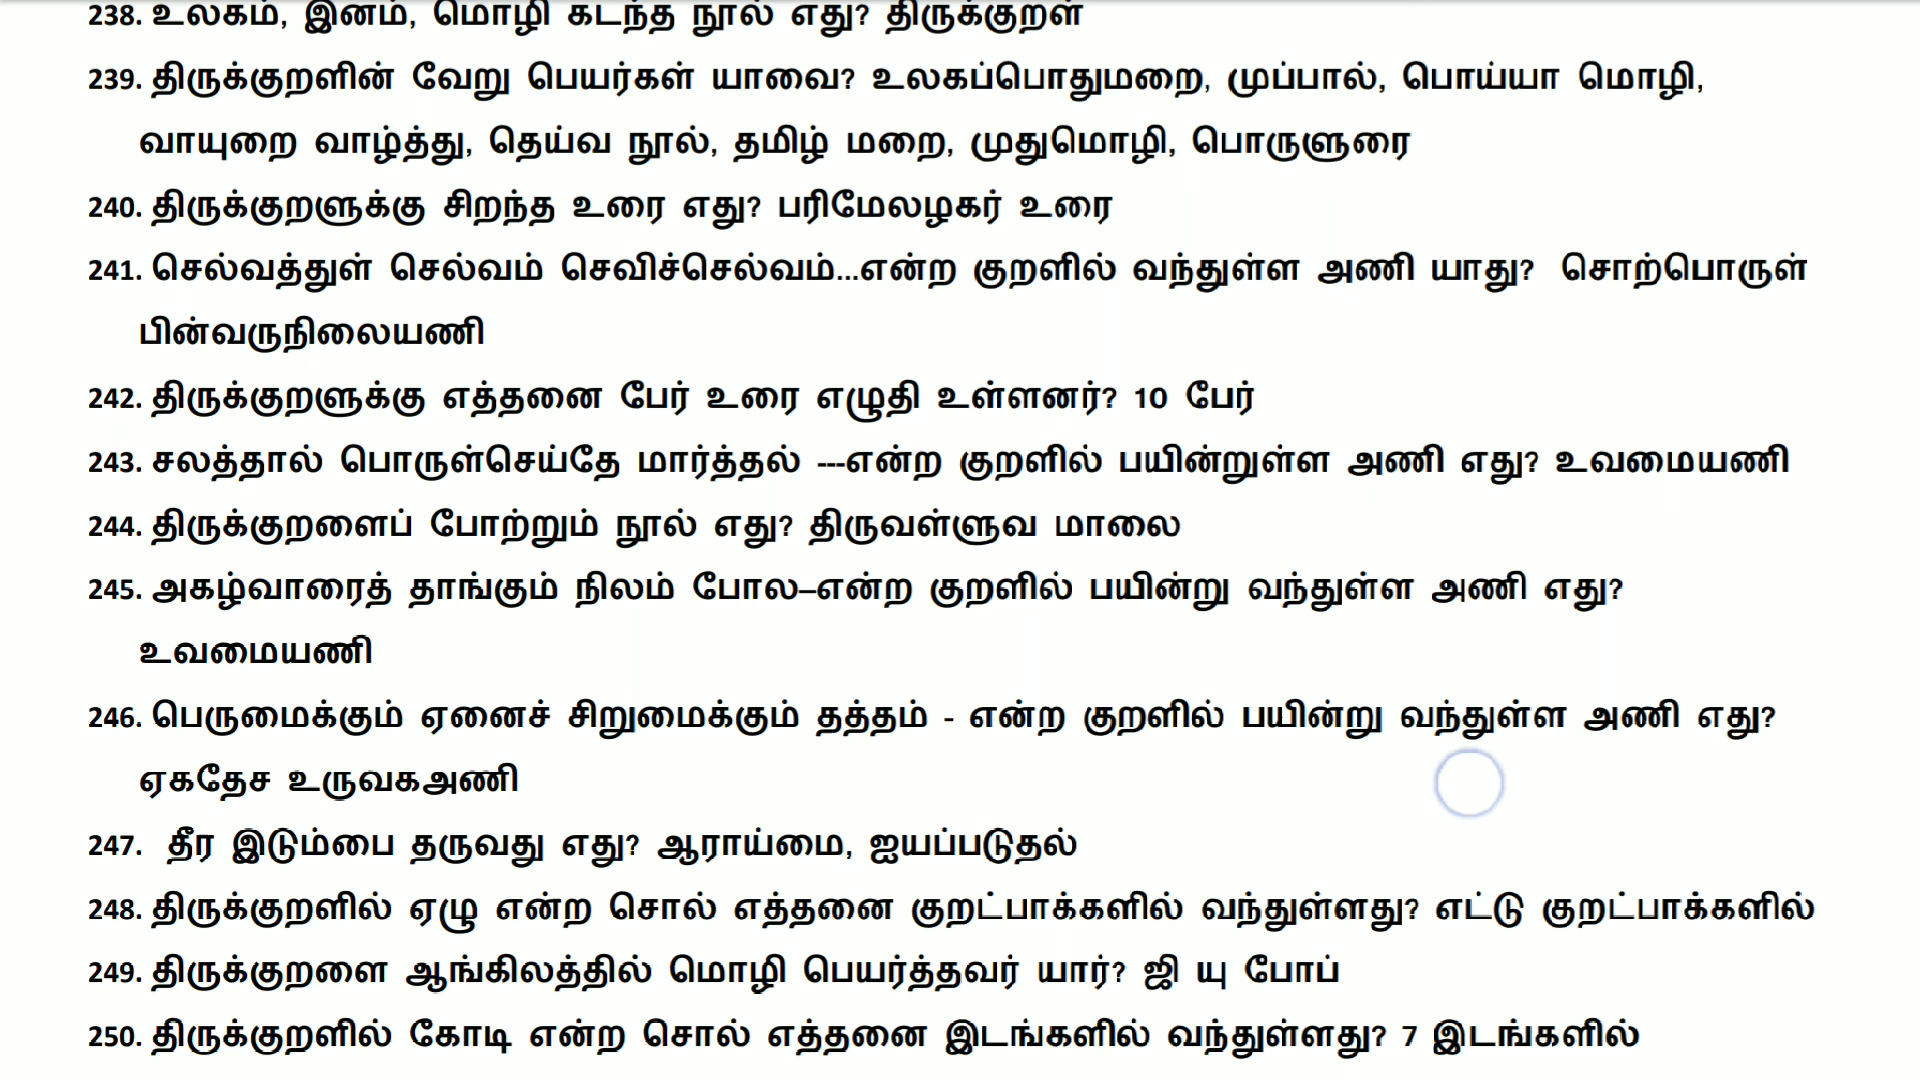 238. உலகம், இனம், மொழி கடந்த நூல் எது? திருக்குறள்
239. திருக்குறளின் வேறு பெயர்கள் யாவை? உலகப்பொதுமறை, முப்பால், பொய்யா மொழி,
வாயுறை வாழ்த்து, தெய்வ நூல், தமிழ் மறை, முதுமொழி, பொருளுரை
240. திருக்குறளுக்கு சிறந்த உரை எது? பரிமேலழகர் உரை
241. செல்வத்துள் செல்வம் செவிச்செல்வம்...என்ற குறளில் வந்துள்ள அணி யாது? சொற்பொருள்
பின்வருநிலையணி
242. திருக்குறளுக்கு எத்தனை பேர் உரை எழுதி உள்ளனர்? 10 பேர்
243. சலத்தால் பொருள்செய்தே மார்த்தல் ---என்ற குறளில் பயின்றுள்ள அணி எது? உவமையணி
244. திருக்குறளைப் போற்றும் நூல் எது? திருவள்ளுவ மாலை
245. அகழ்வாரைத் தாங்கும் நிலம் போல–என்ற குறளில் பயின்று வந்துள்ள அணி எது?
உவமையணி
246. பெருமைக்கும் ஏனைச் சிறுமைக்கும் தத்தம் - என்ற குறளில் பயின்று வந்துள்ள அணி எது?
ஏகதேச உருவகஅணி
247. தீர இடும்பை தருவது எது? ஆராய்மை, ஐயப்படுதல்
248. திருக்குறளில் ஏழு என்ற சொல் எத்தனை குறட்பாக்களில் வந்துள்ளது? எட்டு குறட்பாக்களில்
249. திருக்குறளை ஆங்கிலத்தில் மொழி பெயர்த்தவர் யார்? ஜி யு போப்
250. திருக்குறளில் கோடி என்ற சொல் எத்தனை இடங்களில் வந்துள்ளது? 7 இடங்களில்